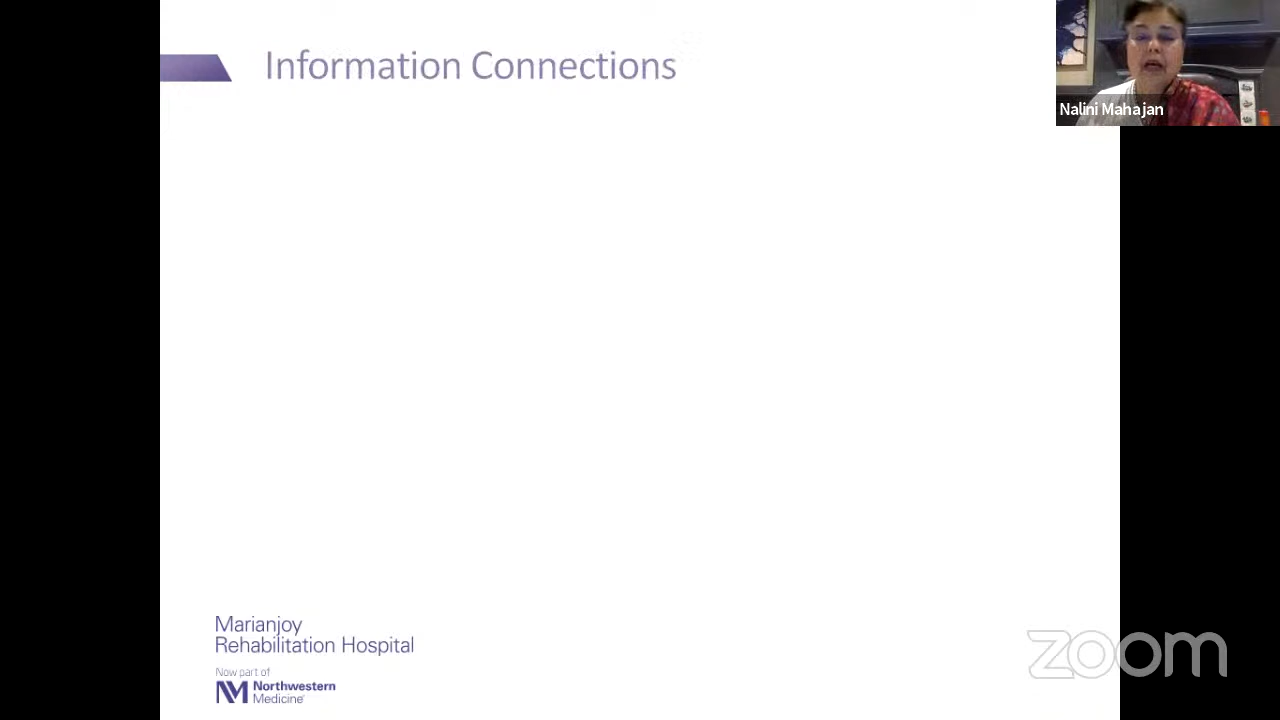 Information Connections
Nalini Mahajan
Marianjoy
Rehabilitation Hospital
Now part of
Northwestern
Medicine
zoom